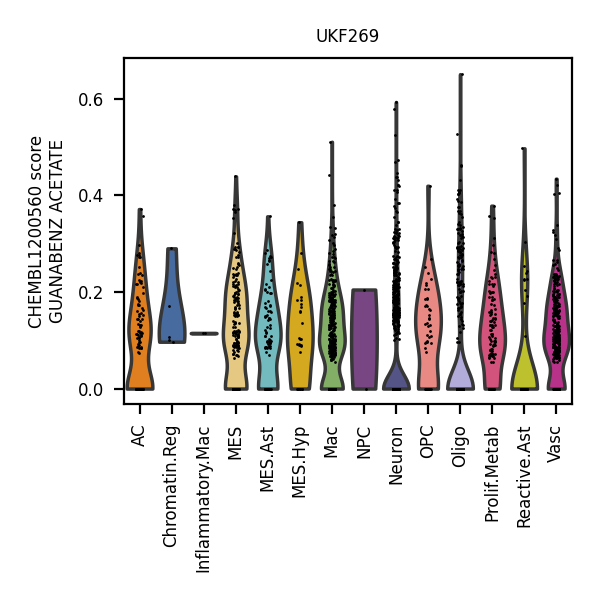 UKF269
CHEMBL1200560 score
GUANABENZ ACETATE
0.6
0.4
0.2
0.0
AC
Chromatin.Reg
Inflammatory.Mac
MES
MES.Ast
MES.Hyp
Mac
NPC
Neuron
OPC
Oligo
Prolif.Metab
Reactive.Ast
Vasc